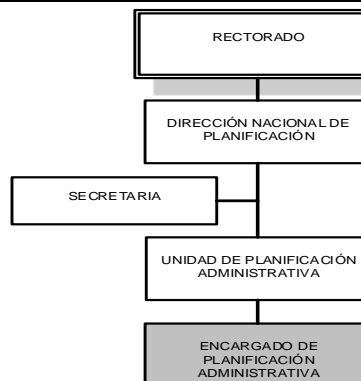 RECTORADO
DIRECCIÓN NACIONAL DE
PLANIFICACIÓN
SECRETARIA
UNIDAD DE PLANIFICACIÓN
ADMINISTRATIVA
ENCARGADO DE
PLANIFICACIÓN
ADMINISTRATIVA